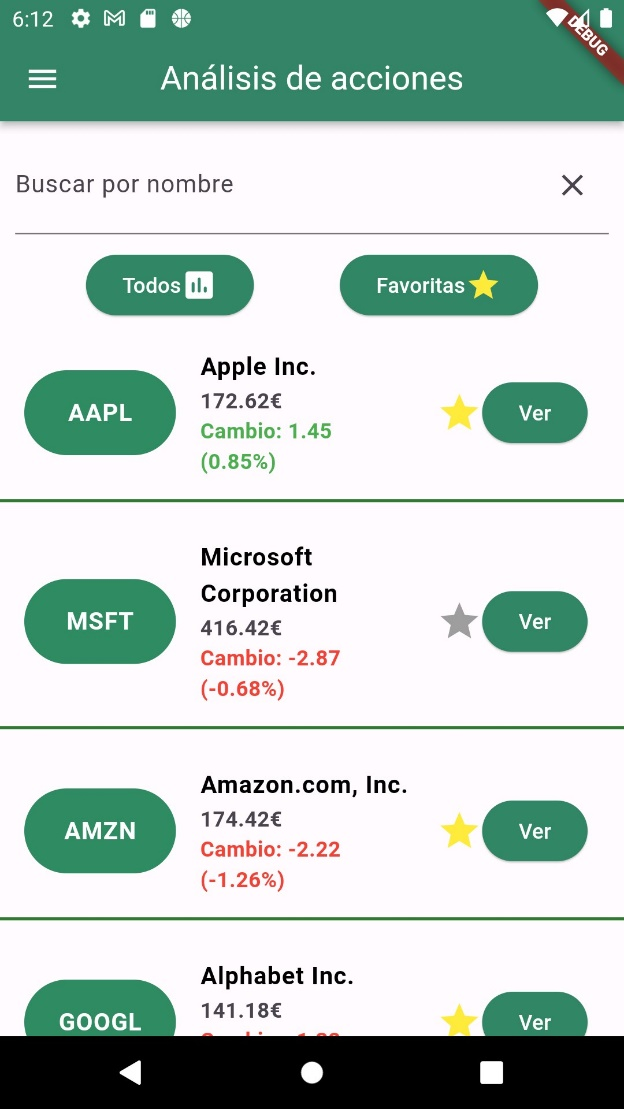 6:12
DEBUG
Análisis de acciones
Buscar por nombre
Todos
Favoritas
AAPL
Apple Inc.
172.62€
Cambio: 1.45
(0.85%)
Ver
MSFT
Microsoft
Corporation
416.42€
Cambio: -2.87
(-0.68%)
Ver
AMZN
Amazon.com, Inc.
174.42€
Cambio: -2.22
(-1.26%)
Ver
GOOGL
Alphabet Inc.
141.18€
Ver